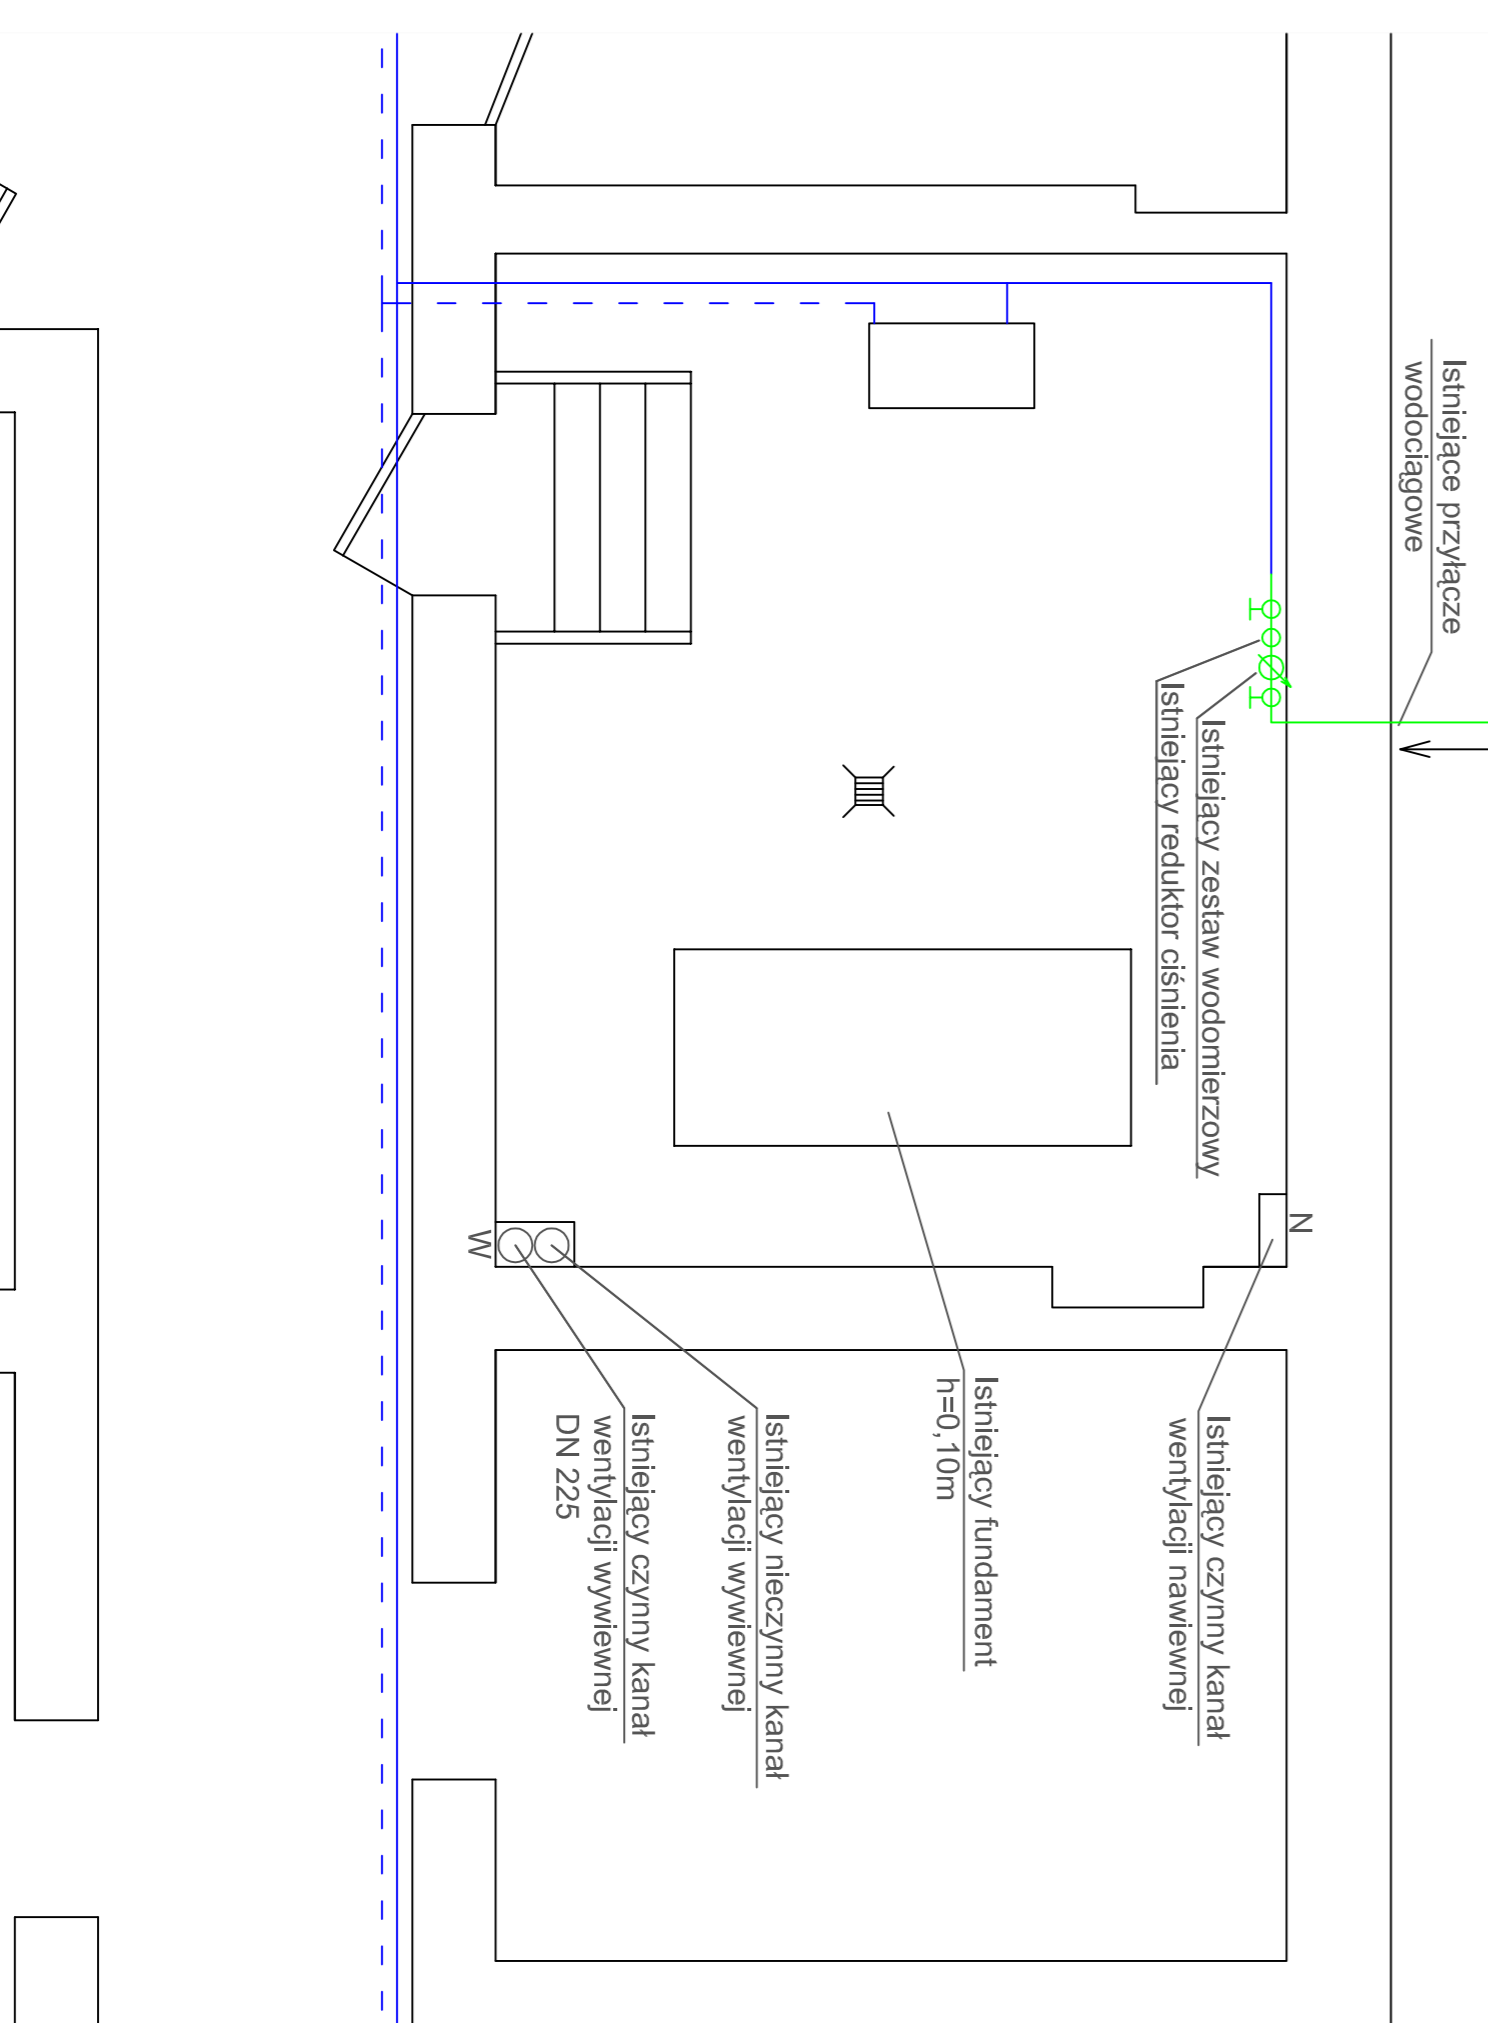 Istniejące przyłącze
wodociągowe
Istniejący zestaw wodomierzowy
Istniejący reduktor ciśnienia
N
W
Istniejący czynny kanał
wentylacji nawiewnej
Istniejący fundament
h=0,10m
Istniejący nieczynny kanał
wentylacji wywiewnej
Istniejący czynny kanał
wentylacji wywiewnej
DN 225